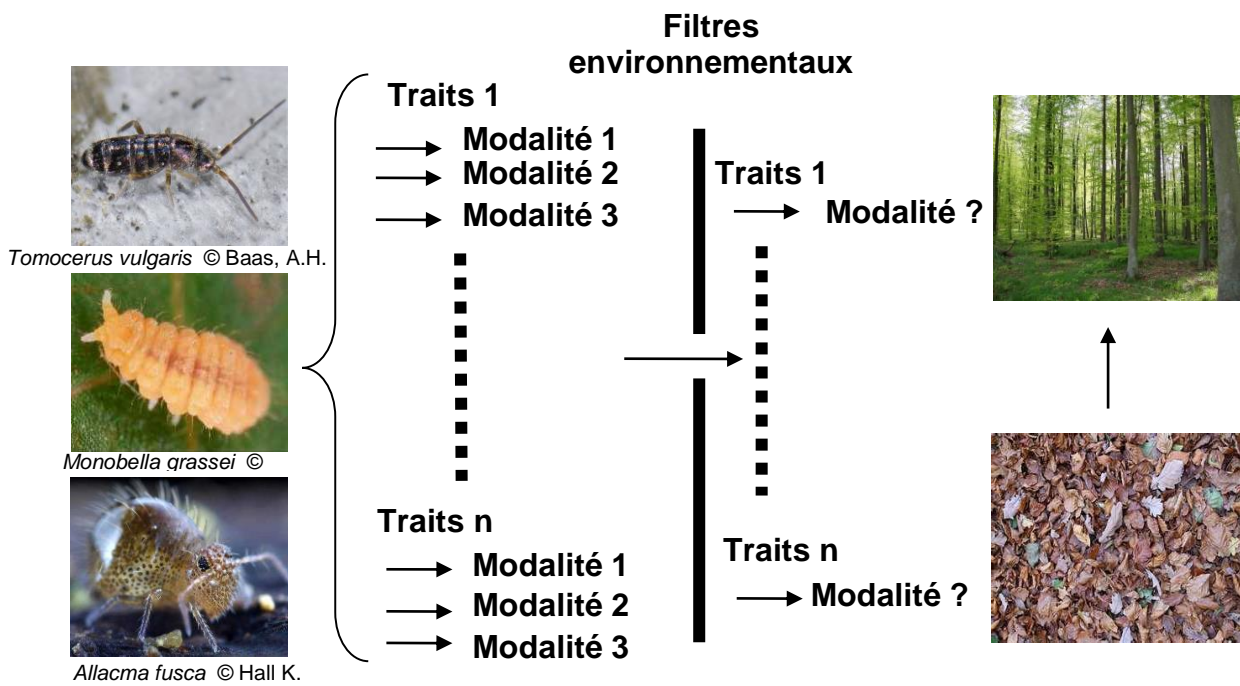 Filtres
environnementaux
Tomocerus vulgaris © Baas, A.H.
Monobella grassei ©
Allacma fusca © Hall K.
Traits 1
Modalité 1
Modalité 2
Modalité 3
Traits n
Modalité 1
Modalité 2
Modalité 3
Traits 1
Modalité ?
Traits n
Modalité ?